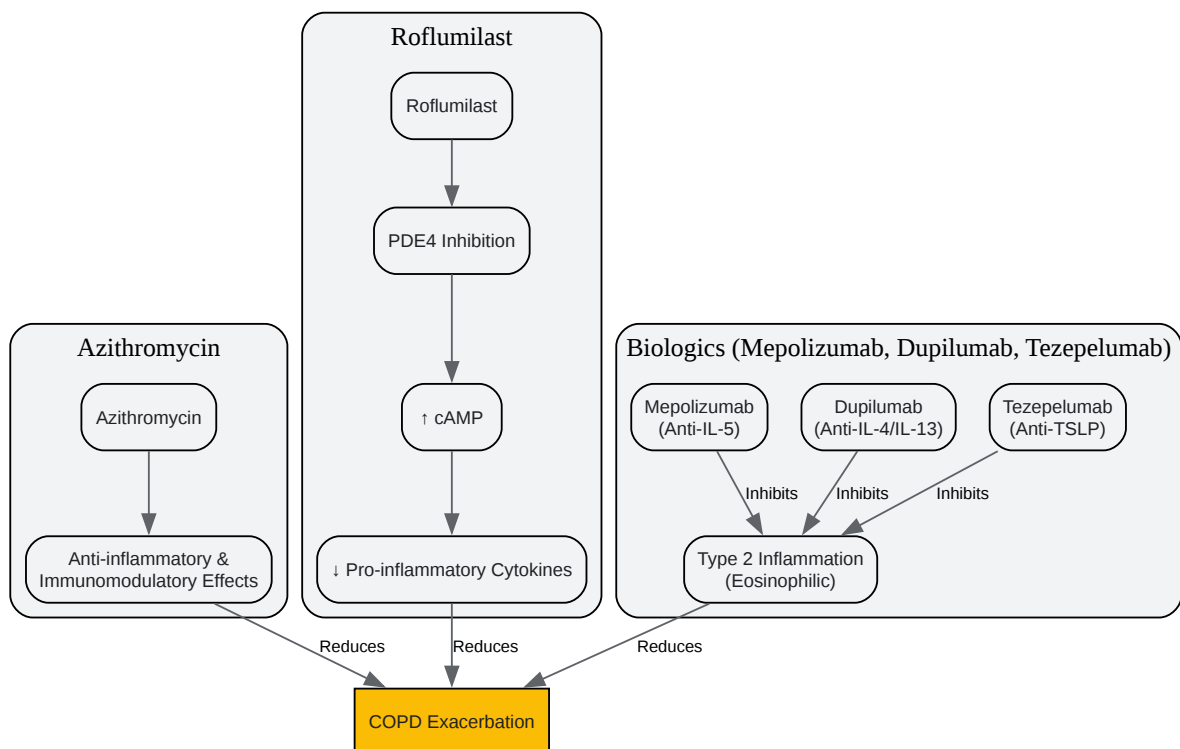 Roflumilast
Roflumilast
PDE4 Inhibition
Azithromycin
Biologics (Mepolizumab, Dupilumab, Tezepelumab)
Azithromycin
↑ cAMP
Mepolizumab
(Anti-IL-5)
Dupilumab
(Anti-IL-4/IL-13)
Tezepelumab
(Anti-TSLP)
Inhibits
Inhibits
Inhibits
Anti-inflammatory &
Immunomodulatory Effects
↓ Pro-inflammatory Cytokines
Type 2 Inflammation
(Eosinophilic)
Reduces
Reduces
Reduces
COPD Exacerbation